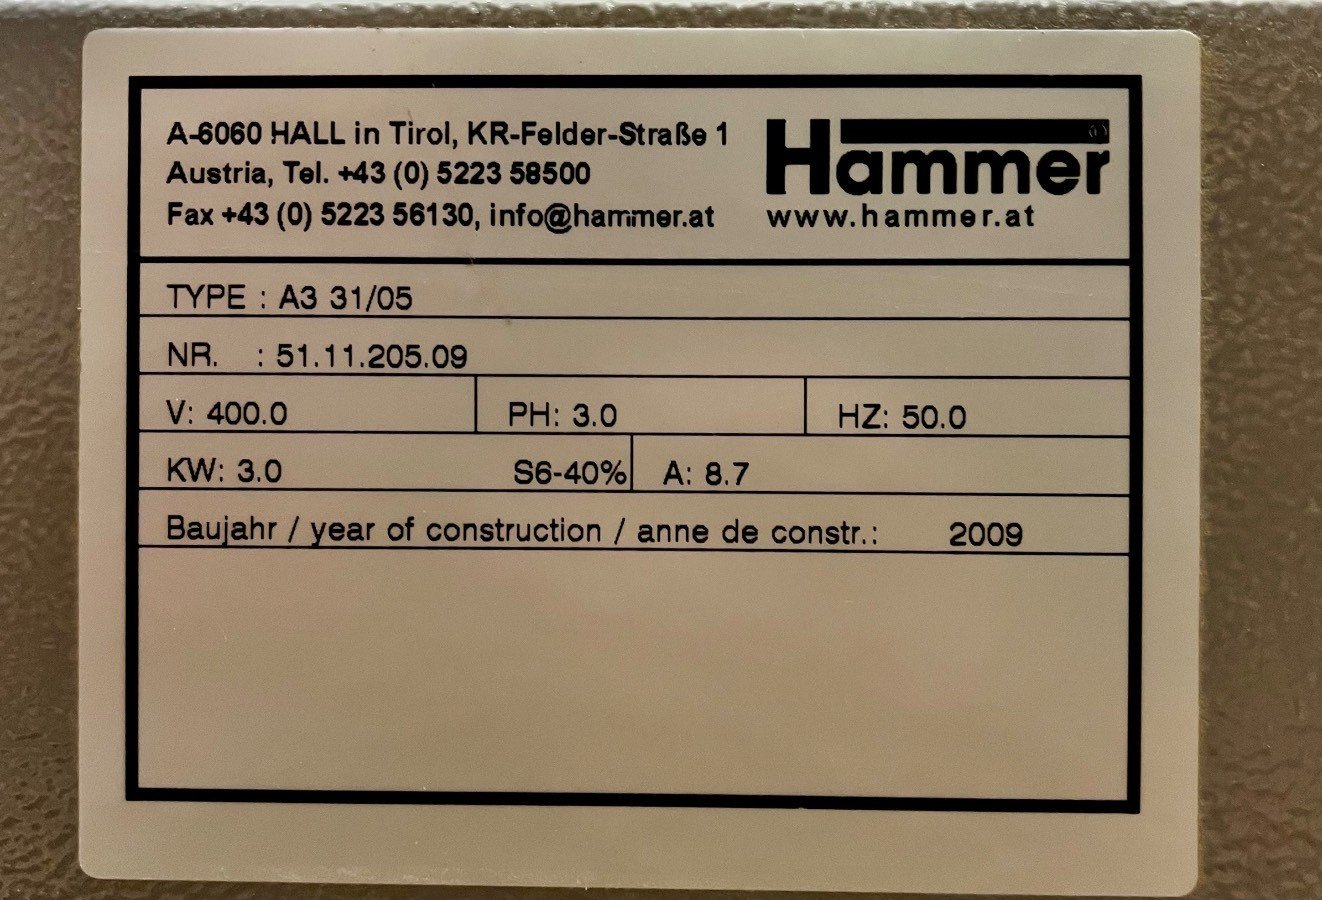 A-6060 HALL in Tirol, KR-Felder-Straße 1
Austria, Tel. +43 (0) 5223 58500
Fax +43 (0) 5223 56130, info@hammer.at
Hammer
www.hammer.at
TYPE : A3 31/05
NR. : 51.11.205.09
V: 400.0 PH: 3.0 HZ: 50.0
KW: 3.0 S6-40% A: 8.7
Baujahr / year of construction / anne de constr.: 2009